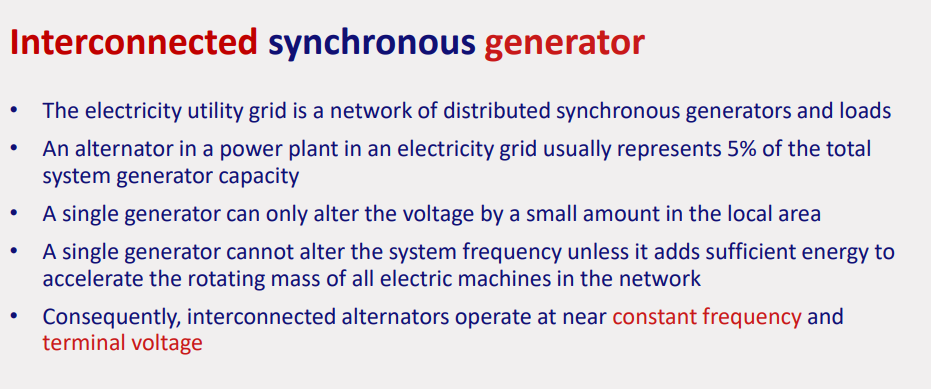 Interconnected synchronous generator
• The electricity utility grid is a network of distributed synchronous generators and loads
• An alternator in a power plant in an electricity grid usually represents 5% of the total
system generator capacity
• A single generator can only alter the voltage by a small amount in the local area
• A single generator cannot alter the system frequency unless it adds sufficient energy to
accelerate the rotating mass of all electric machines in the network
• Consequently, interconnected alternators operate at near constant frequency and
terminal voltage